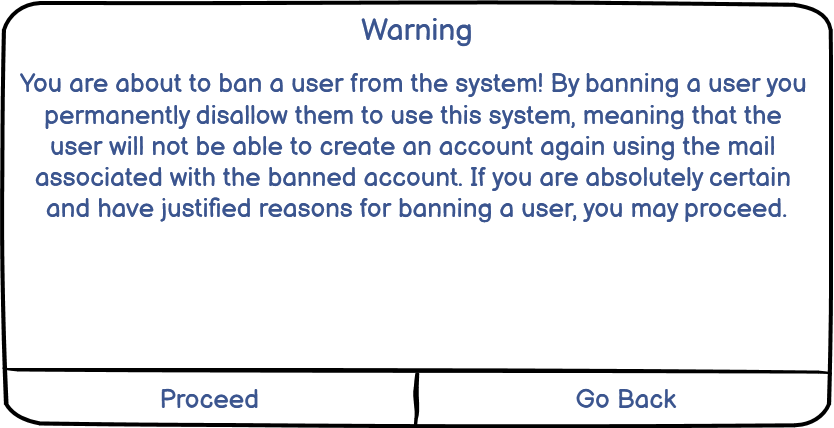 Warning
You are about to ban a user from the system! By banning a user you
permanently disallow them to use this system, meaning that the
user will not be able to create an account again using the mail
associated with the banned account. If you are absolutely certain
and have justified reasons for banning a user, you may proceed.
Proceed
Go Back